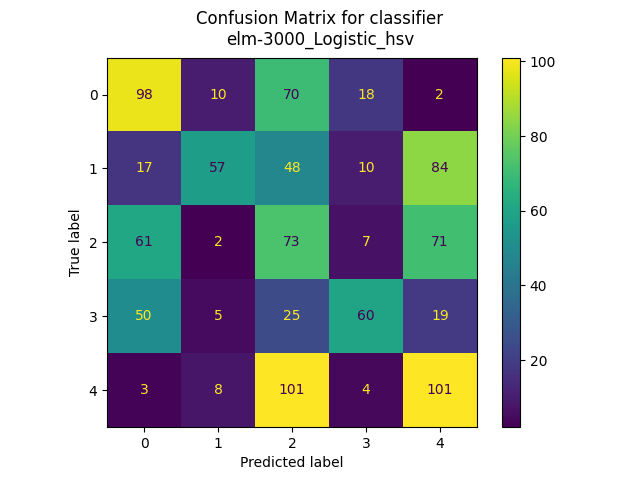 Confusion Matrix for classifier
elm-3000_Logistic_hsv
True label
0 98 10 70 18 2
1 17 57 48 10 84
2 61 2 73 7 71
3 50 5 25 60 19
4 3 8 101 4 101
0 1 2 3 4
Predicted label
100
80
60
40
20